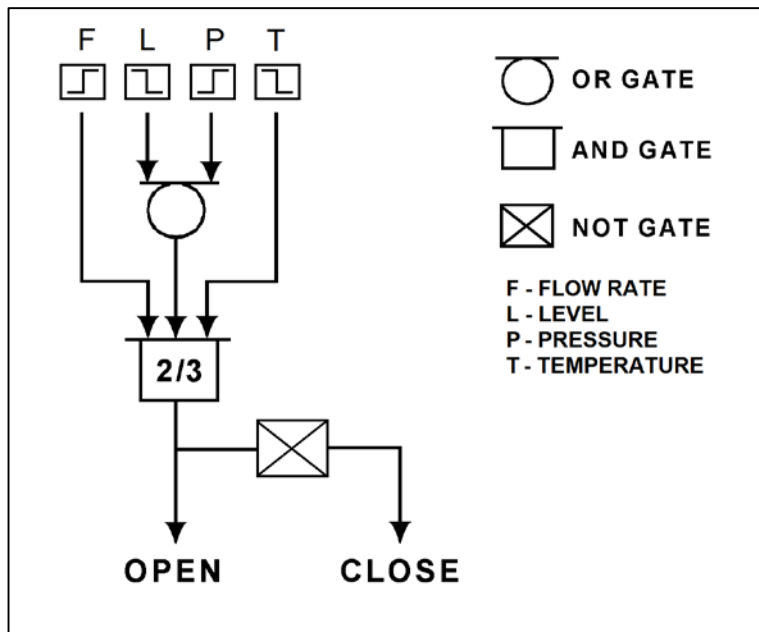 F L P T
OR GATE
AND GATE
NOT GATE
F - FLOW RATE
L - LEVEL
P - PRESSURE
T - TEMPERATURE
2/3
OPEN CLOSE